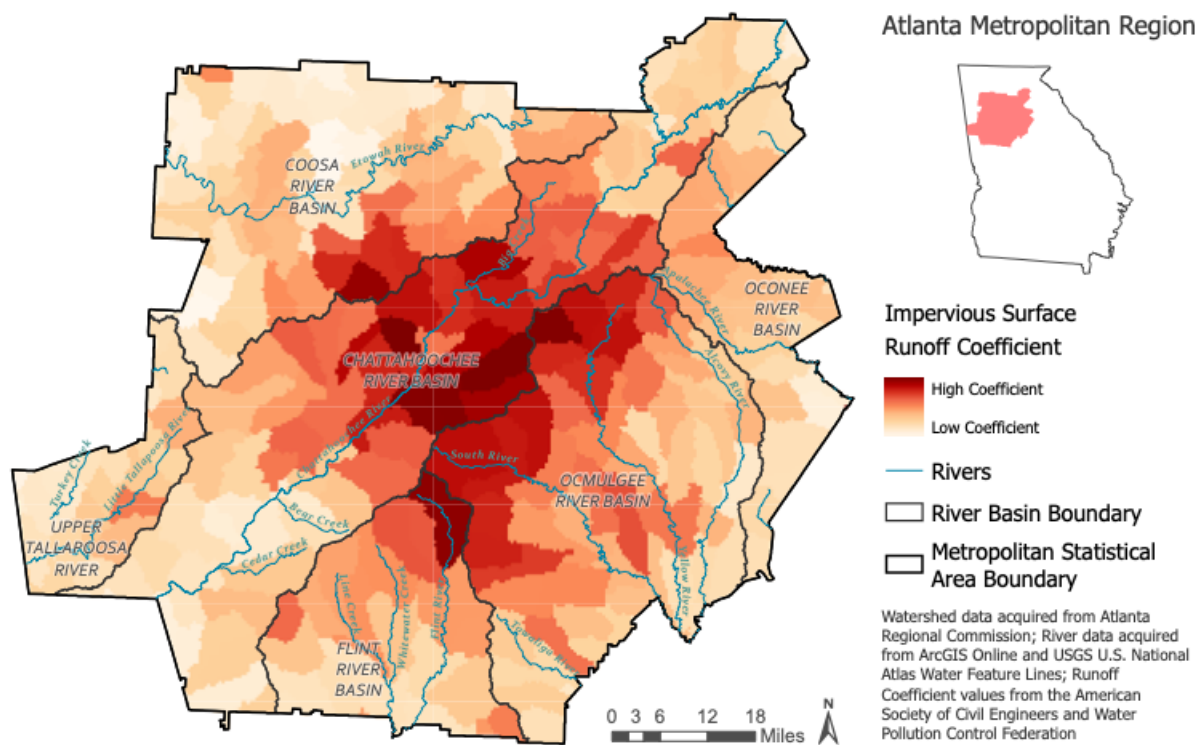 Atlanta Metropolitan Region
COOSA
RIVER
BASIN
Etowah River
Big Creek
CHATTAHOOCHEE
RIVER BASIN
Chattahoochee River
OCONEE
RIVER
BASIN
Apalachee River
Alcovy River
Turkey Creek
Little Tallapoosa River
UPPER
TALLAPOOSA
RIVER
South River
OCMULGEE
RIVER BASIN
Yellow River
Bear Creek
Cedar Creek
Line Creek
Whitewater Creek
Flint River
Towaliga River
FLINT
RIVER
BASIN
Impervious Surface
Runoff Coefficient
High Coefficient
Low Coefficient
Rivers
River Basin Boundary
Metropolitan Statistical
Area Boundary
Watershed data acquired from Atlanta
Regional Commission; River data acquired
from ArcGIS Online and USGS U.S. National
Atlas Water Feature Lines; Runoff
Coefficient values from the American
Society of Civil Engineers and Water
Pollution Control Federation
0 3 6 12 18
Miles
N